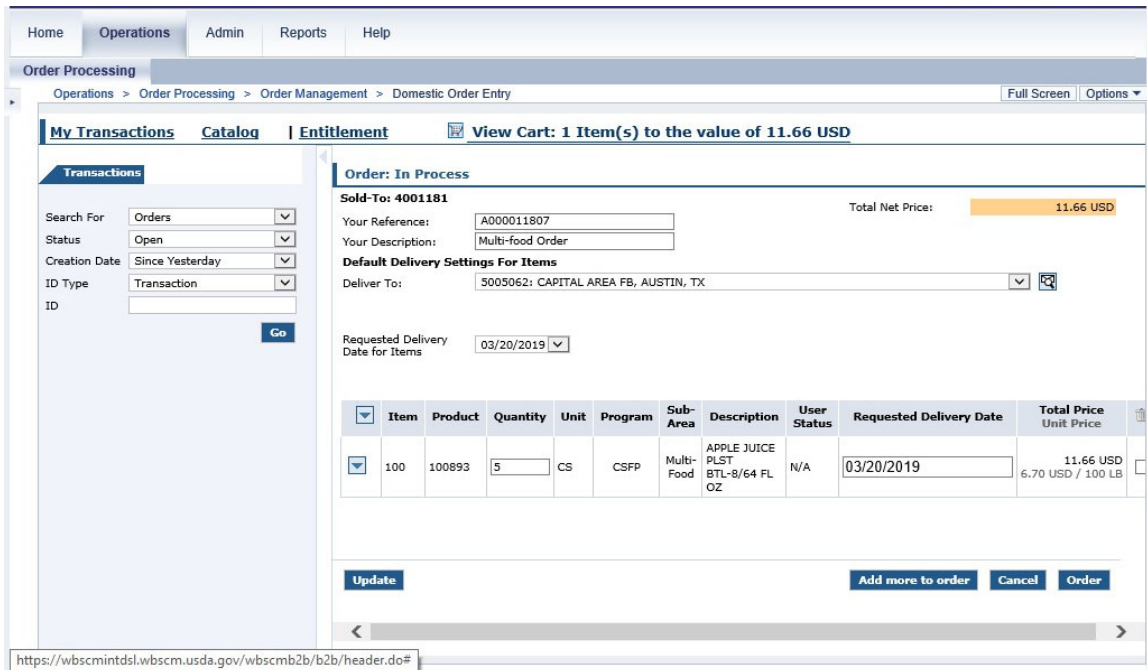 Home Operations Admin Reports Help
Order Processing
Operations > Order Processing > Order Management > Domestic Order Entry Full Screen Options
My Transactions Catalog | Entitlement View Cart: 1 Item(s) to the value of 11.66 USD
Transactions
Search For Orders
Status Open
Creation Date Since Yesterday
ID Type Transaction
ID
Go
Order: In Process
Sold-To: 4001181
Total Net Price: 11.66 USD
Your Reference: A000011807
Your Description: Multi-food Order
Default Delivery Settings For Items
Deliver To: 5005062: CAPITAL AREA FB, AUSTIN, TX
Requested Delivery
Date for Items 03/20/2019
Item Product Quantity Unit Program Sub-Area Description User Status Requested Delivery Date Total Price Unit Price
100 100893 5 CS CSFP Multi-Food APPLE JUICE PLST BTL-8/64 FL OZ N/A 03/20/2019 11.66 USD 6.70 USD / 100 LB
Update Add more to order Cancel Order
https://wbscmintdsl.wbscm.usda.gov/wbscmb2b/b2b/header.do#